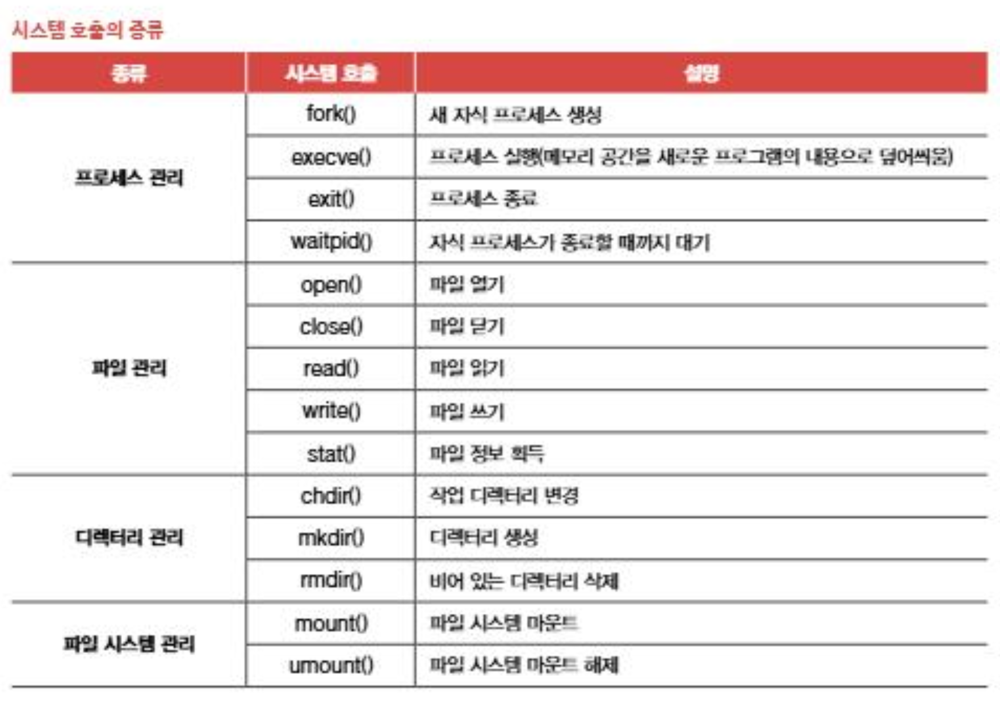 시스템 호출의 종류
종류 시스템 호출 설명
프로세스 관리
fork() 새 자식 프로세스 생성
execve() 프로세스 실행(메모리 공간을 새로운 프로그램의 내용으로 덮어씌움)
exit() 프로세스 종료
waitpid() 자식 프로세스가 종료할 때까지 대기
파일 관리
open() 파일 열기
close() 파일 닫기
read() 파일 읽기
write() 파일 쓰기
stat() 파일 정보 획득
디렉터리 관리
chdir() 작업 디렉터리 변경
mkdir() 디렉터리 생성
rmdir() 비어 있는 디렉터리 삭제
파일 시스템 관리
mount() 파일 시스템 마운트
umount() 파일 시스템 마운트 해제